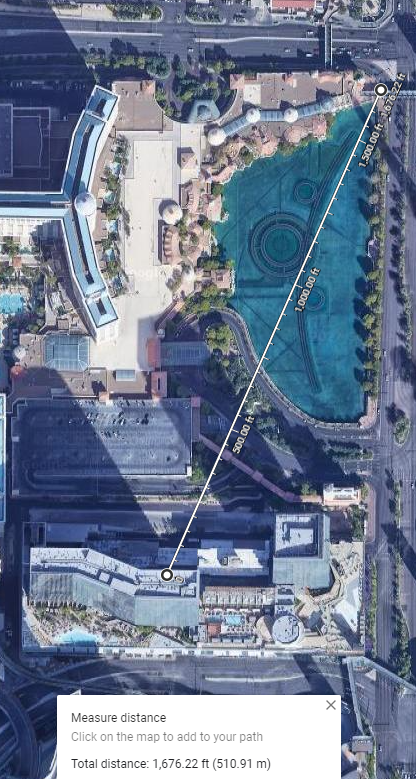 1,500.00 ft
1,676.22 ft
1,000.00 ft
500.00 ft
Measure distance
Click on the map to add to your path
Total distance: 1,676.22 ft (510.91 m)